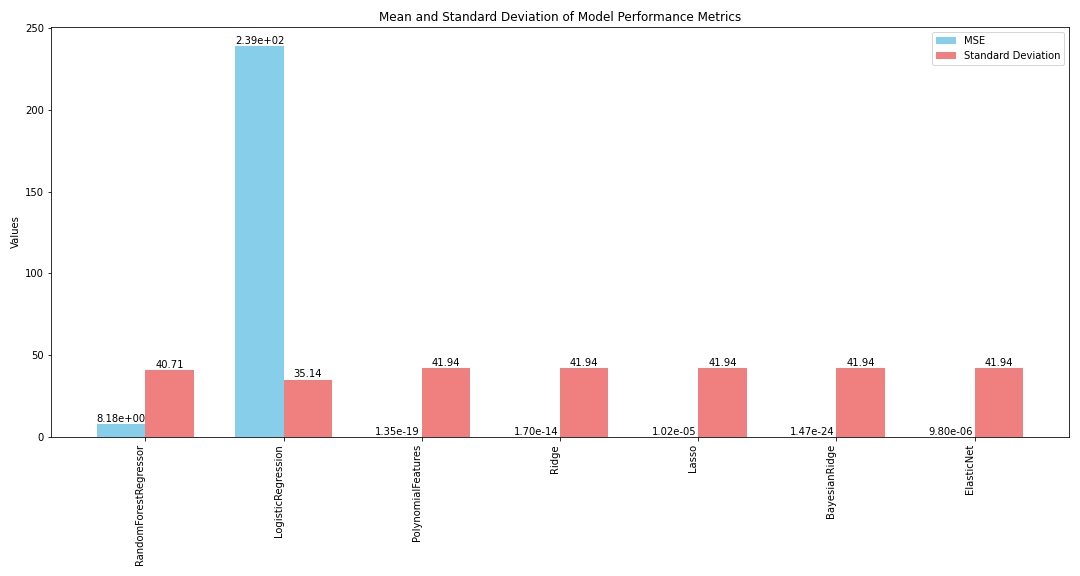 Mean and Standard Deviation of Model Performance Metrics
MSE
Standard Deviation
Values
250
200
150
100
50
0
8.18e+00
40.71
2.39e+02
35.14
1.35e-19
41.94
1.70e-14
41.94
1.02e-05
41.94
1.47e-24
41.94
9.80e-06
41.94
RandomForestRegressor
LogisticRegression
PolynomialFeatures
Ridge
Lasso
BayesianRidge
ElasticNet